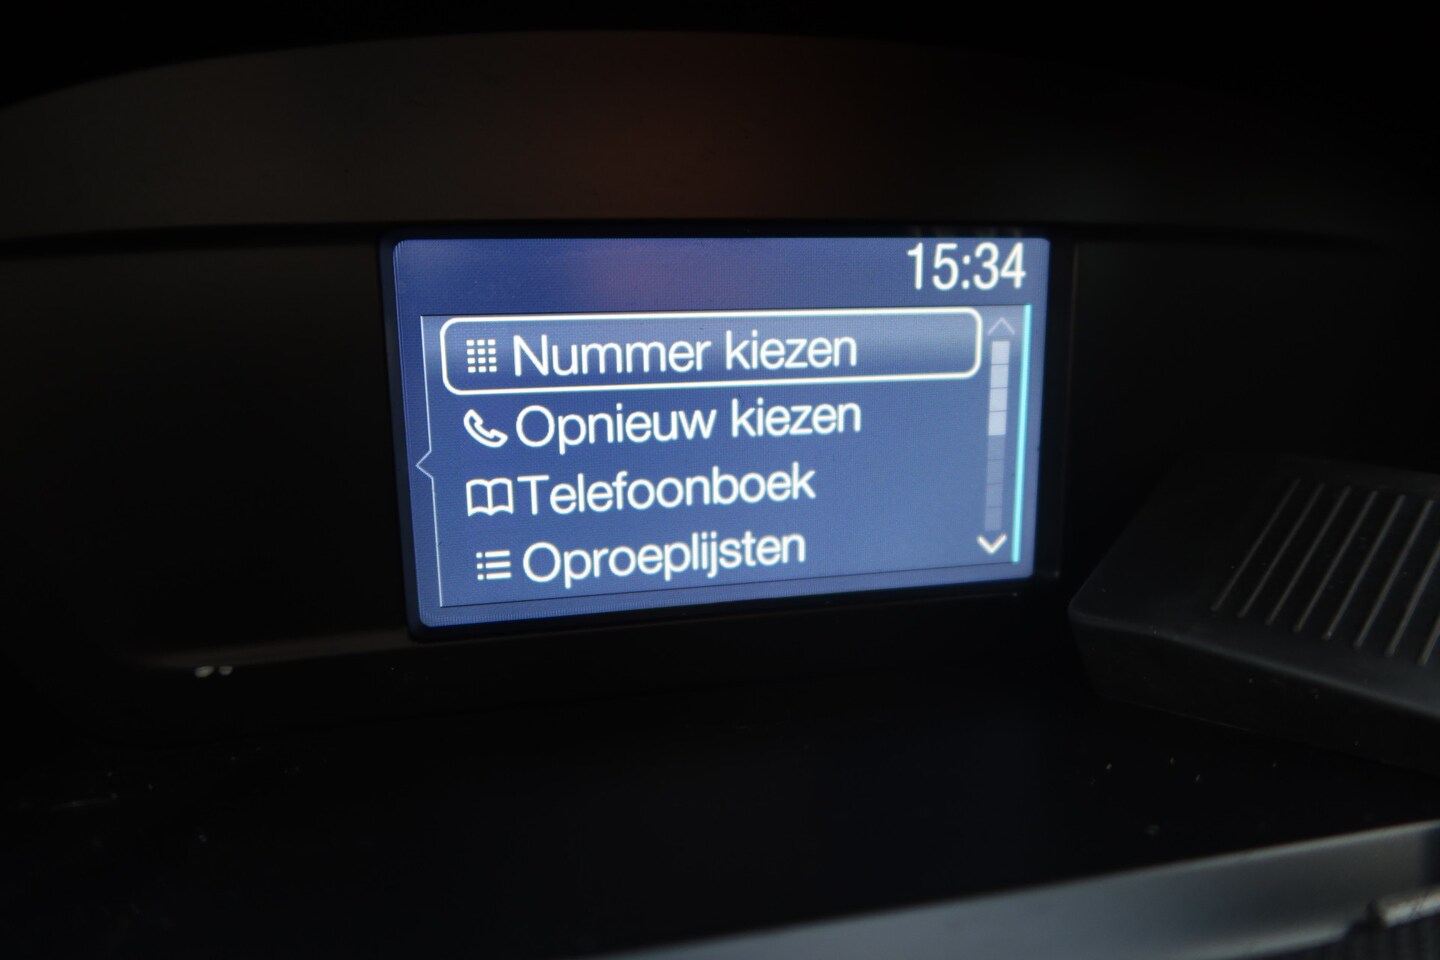 15:34
Nummer kiezen
Opnieuw kiezen
Telefoonboek
Oproeplijsten